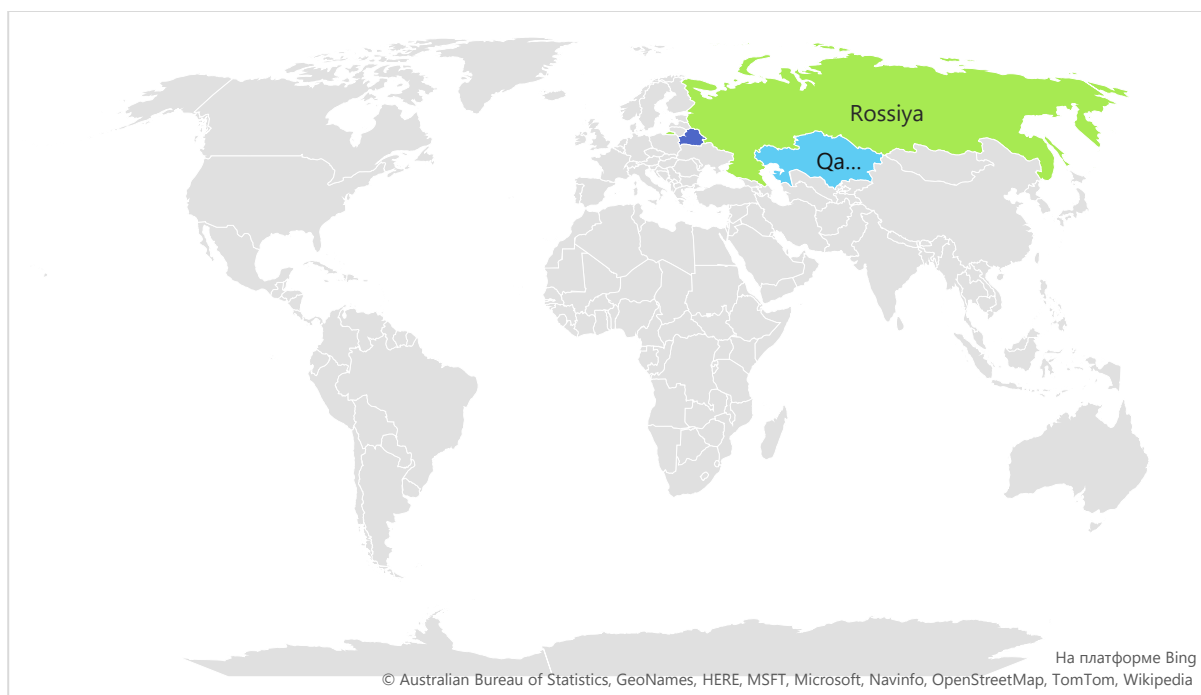 Rossiya
Qa...
На платформе Bing
© Australian Bureau of Statistics, GeoNames, HERE, MSFT, Microsoft, Navinfo, OpenStreetMap, TomTom, Wikipedia